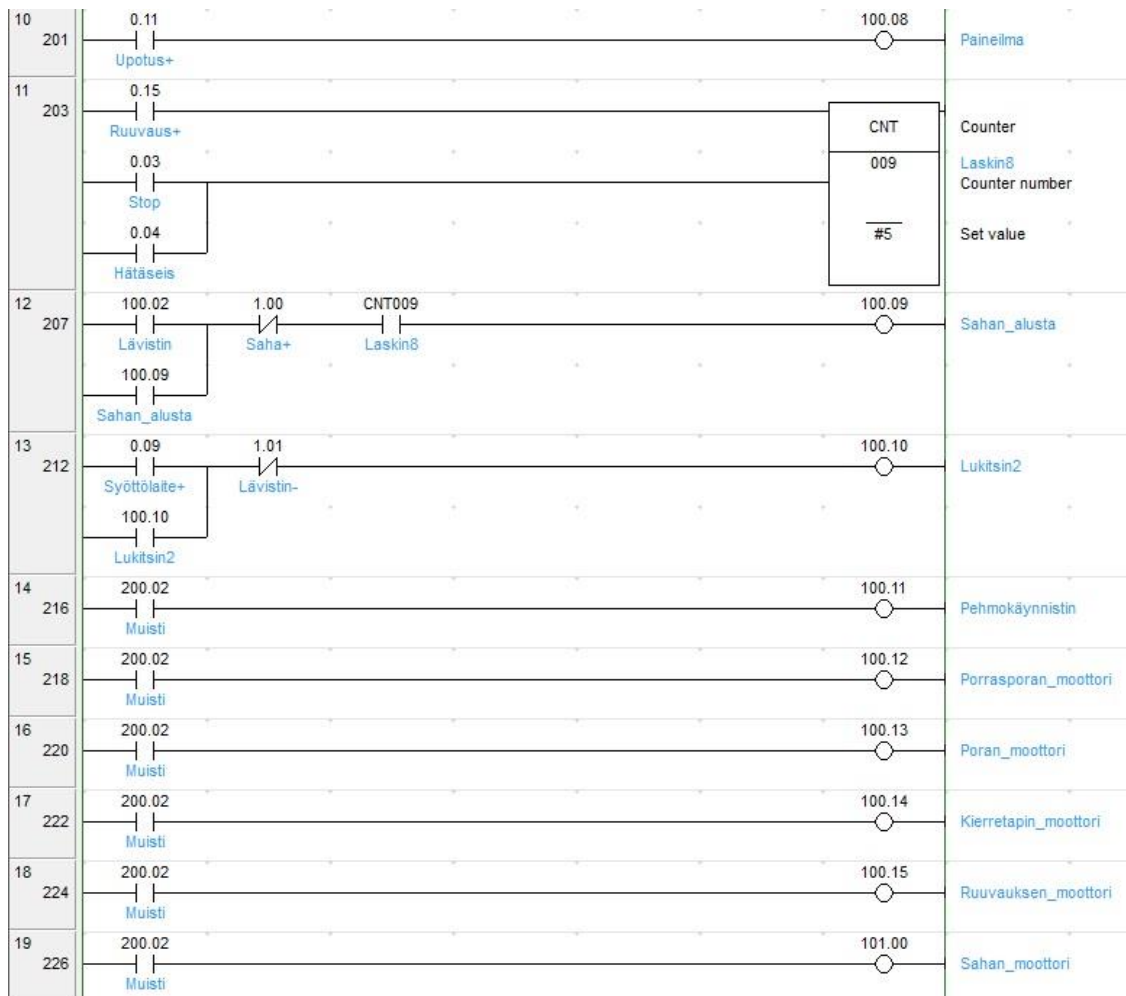 10 0.11 100.08
201 Paineilma
Upotus+
11 0.15
203
Ruuvaus+ CNT Counter
0.03 009 Laskin8
Counter number
Stop
0.04 #5 Set value
Hätäseis
12 100.02 1.00 CNT009 100.09
207 Sahan_alusta
Lävistin Saha+ Laskin8
100.09
Sahan_alusta
13 0.09 1.01 100.10
212 Lukitsin2
Syöttölaite+ Lävistin-
100.10
Lukitsin2
14 200.02 100.11
216 Pehmokäynnistin
Muisti
15 200.02 100.12
218 Porrasporan_moottori
Muisti
16 200.02 100.13
220 Poran_moottori
Muisti
17 200.02 100.14
222 Kierretapin_moottori
Muisti
18 200.02 100.15
224 Ruuvauksen_moottori
Muisti
19 200.02 101.00
226 Sahan_moottori
Muisti